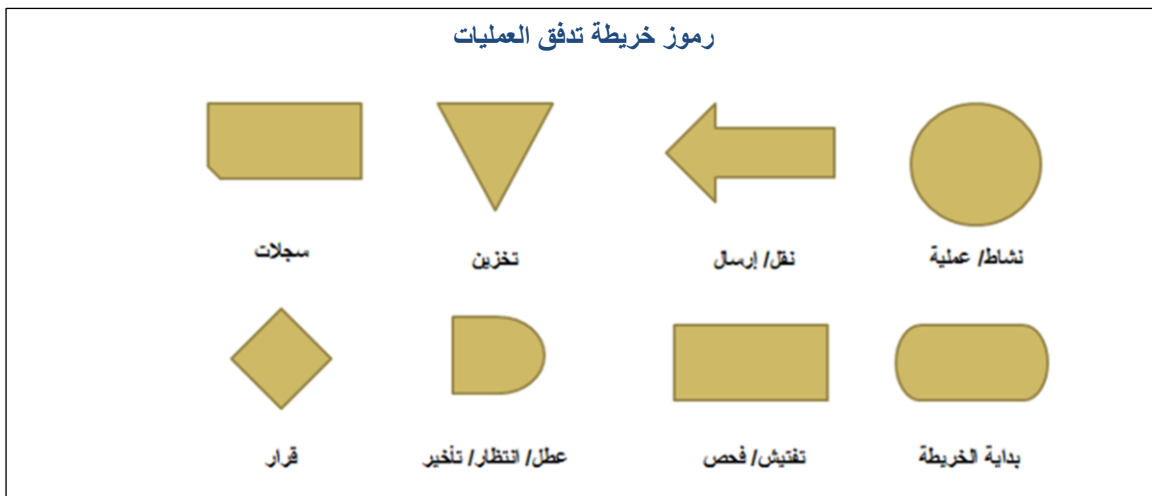 رموز خريطة تدفق العمليات
نشاط/ عملية
نقل/ إرسال
تخزين
سجلات
بداية الخريطة
تفتيش/ فحص
عطل/ انتظار/ تأخير
قرار